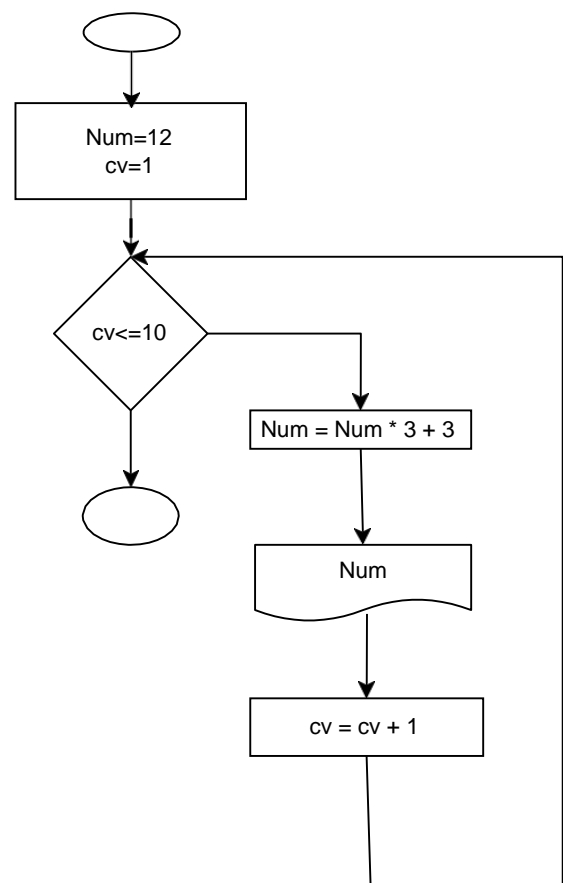 Num=12
cv=1
cv<=10
Num = Num * 3 + 3
Num
cv = cv + 1